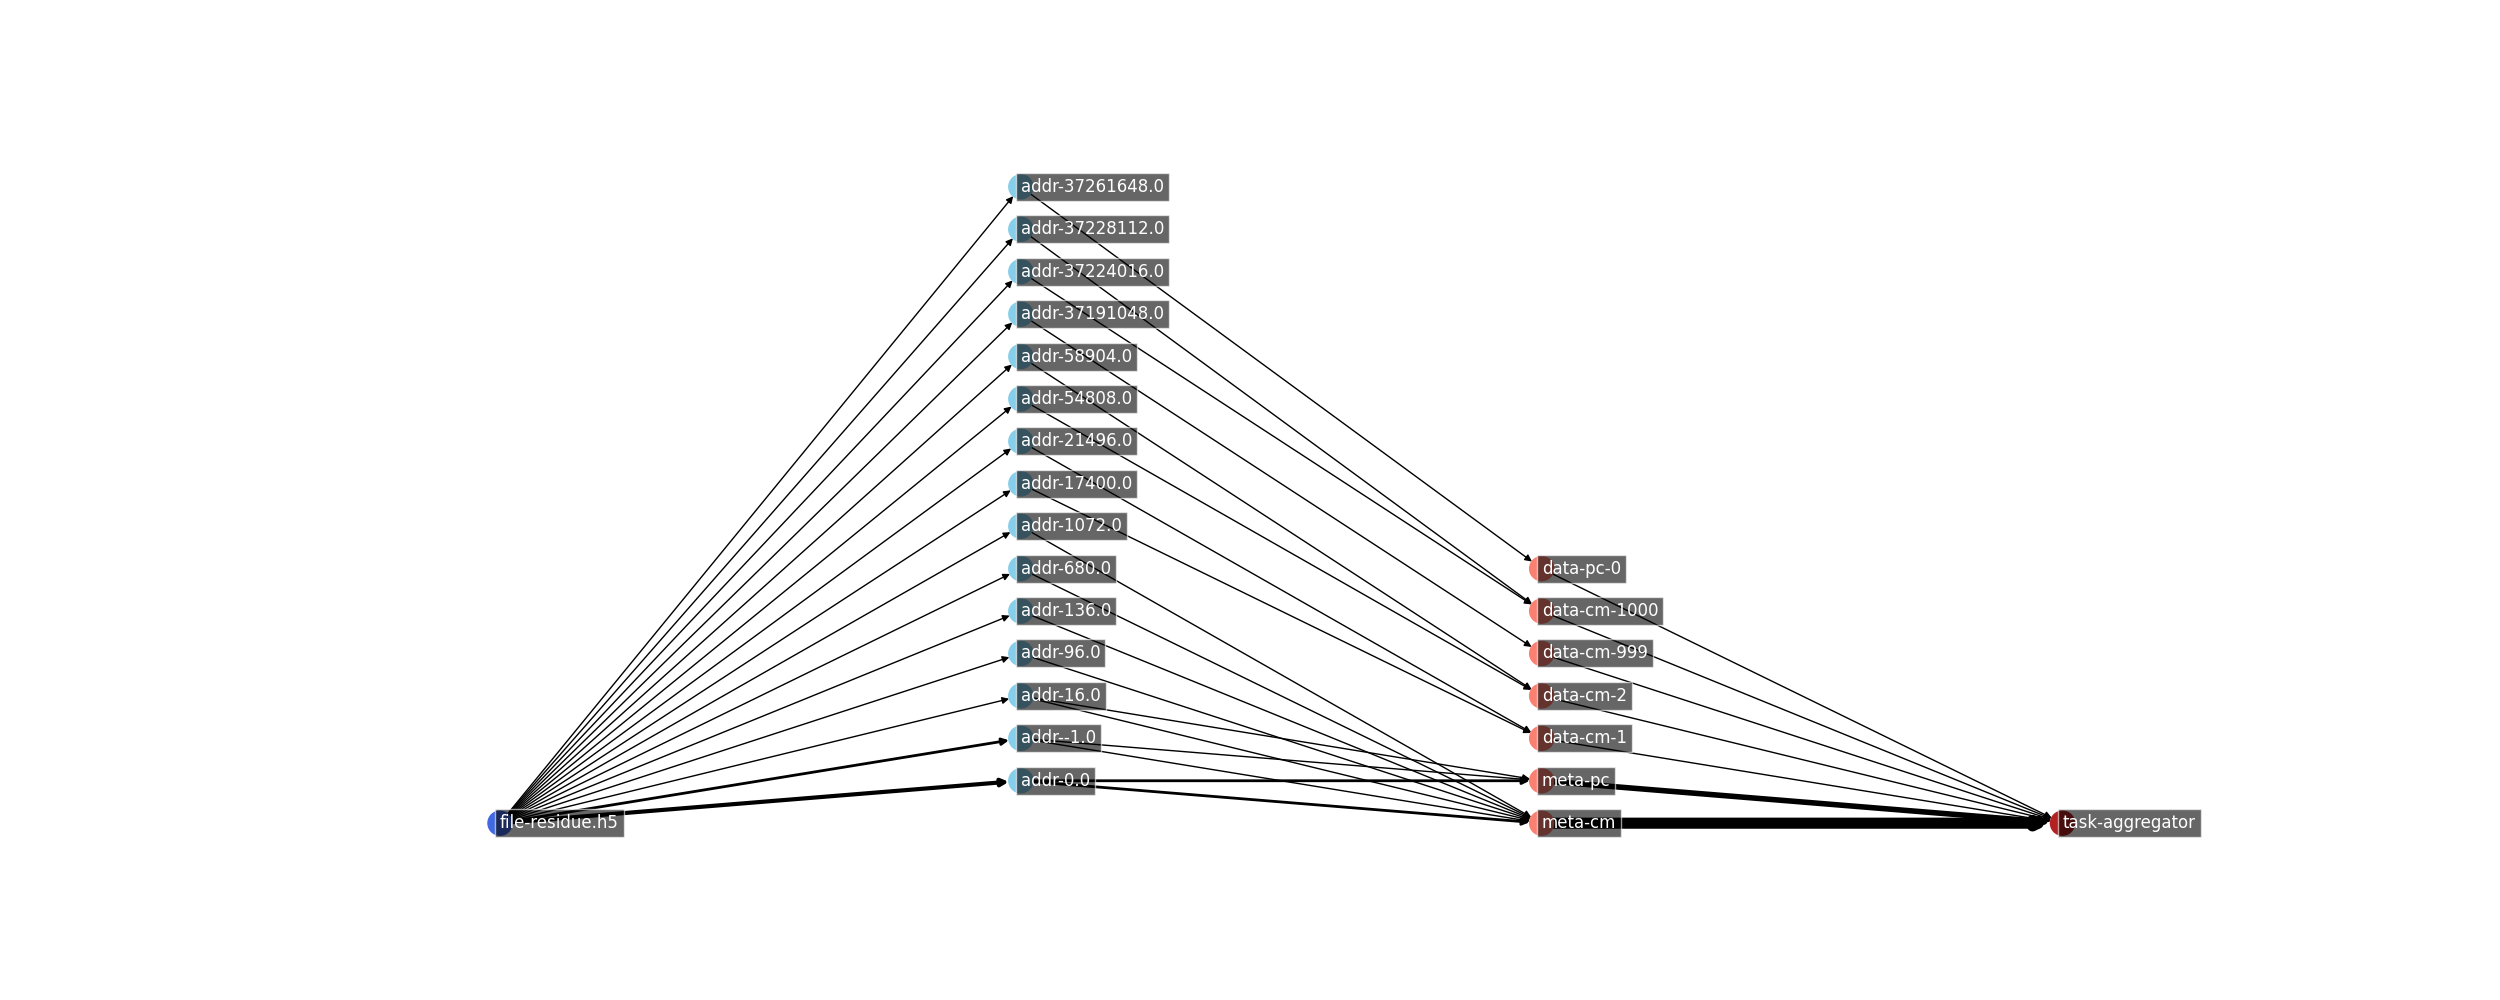 addr-37261648.0
addr-37228112.0
addr-37224016.0
addr-37191048.0
addr-58904.0
addr-54808.0
addr-21496.0
addr-17400.0
addr-1072.0
addr-680.0
addr-136.0
addr-96.0
addr-16.0
addr--1.0
addr-0.0
file-residue.h5
data-pc-0
data-cm-1000
data-cm-999
data-cm-2
data-cm-1
meta-pc
meta-cm
task-aggregator